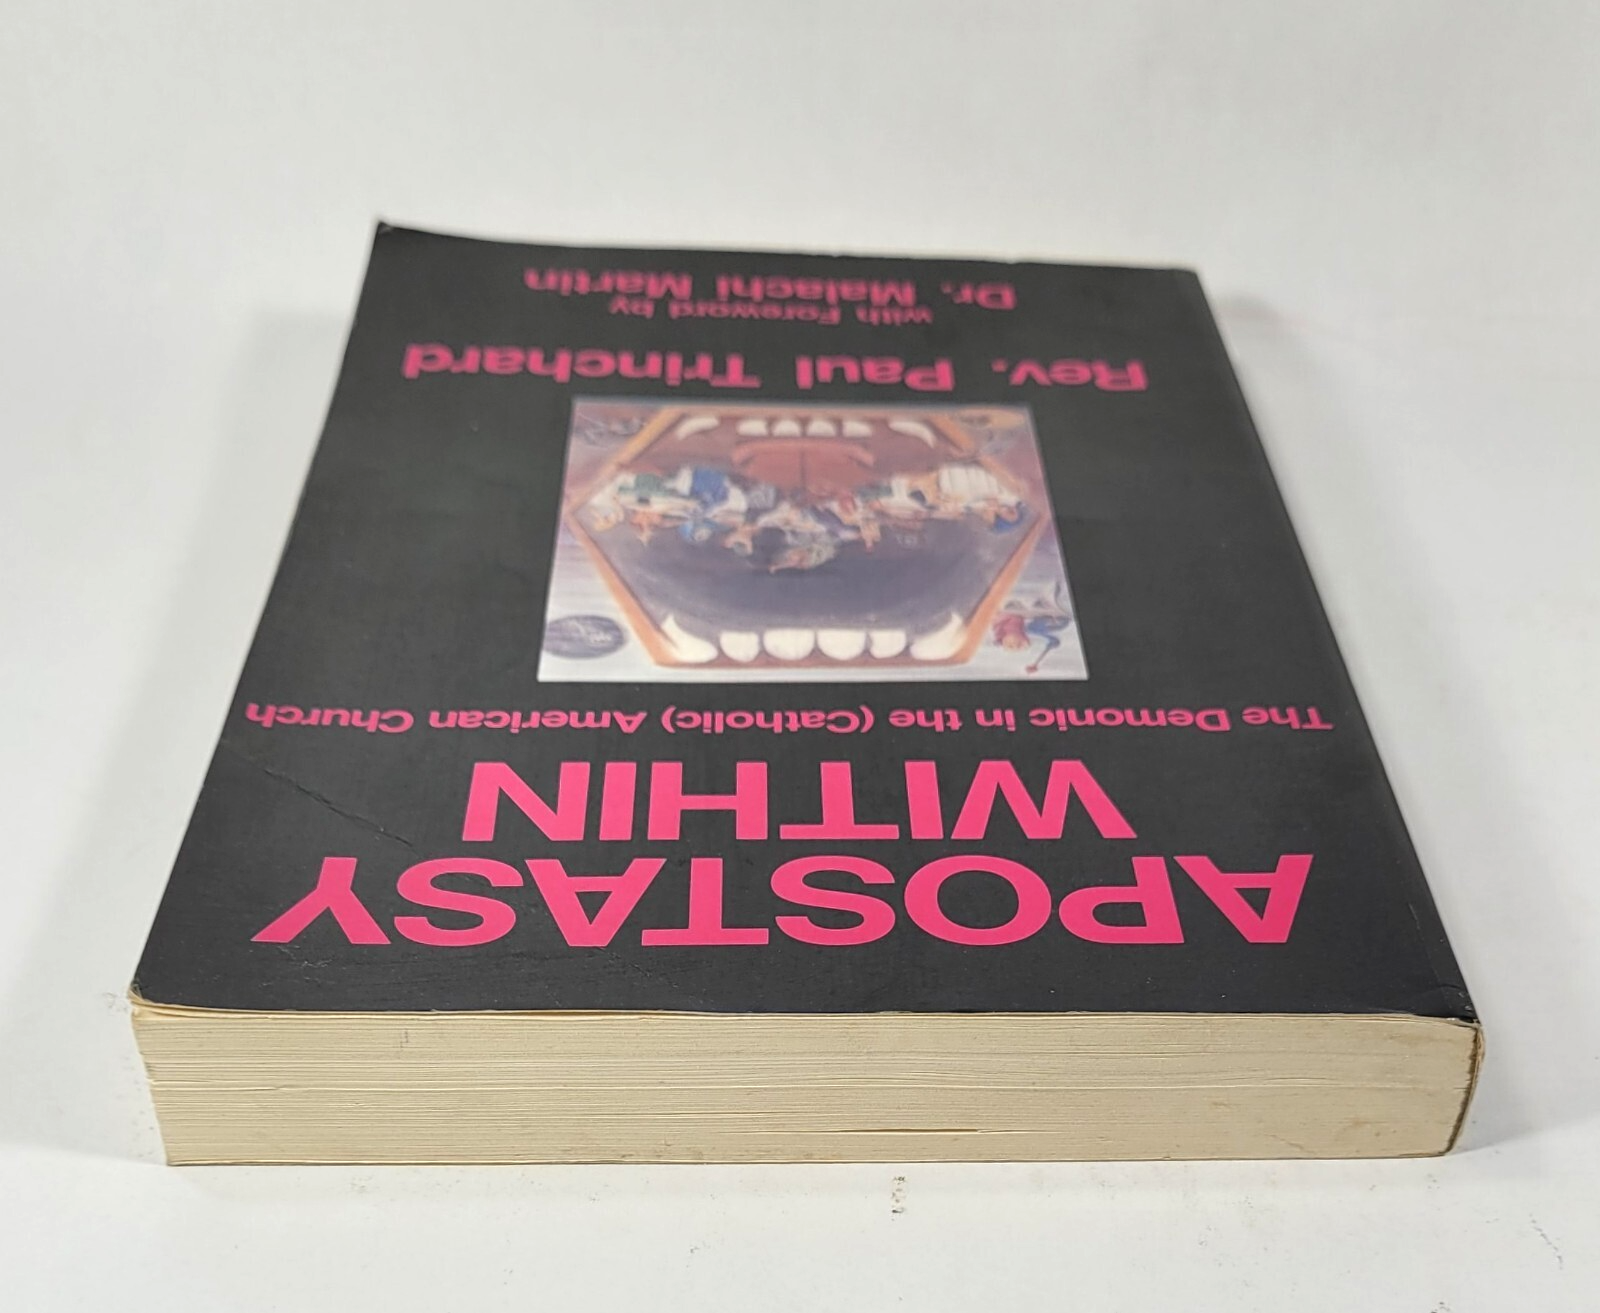 APOSTASY
WITHIN
The Demonic in the (Catholic) American Church
Rev. Paul Trinchard
with Foreword by
Dr. Malachi Martin